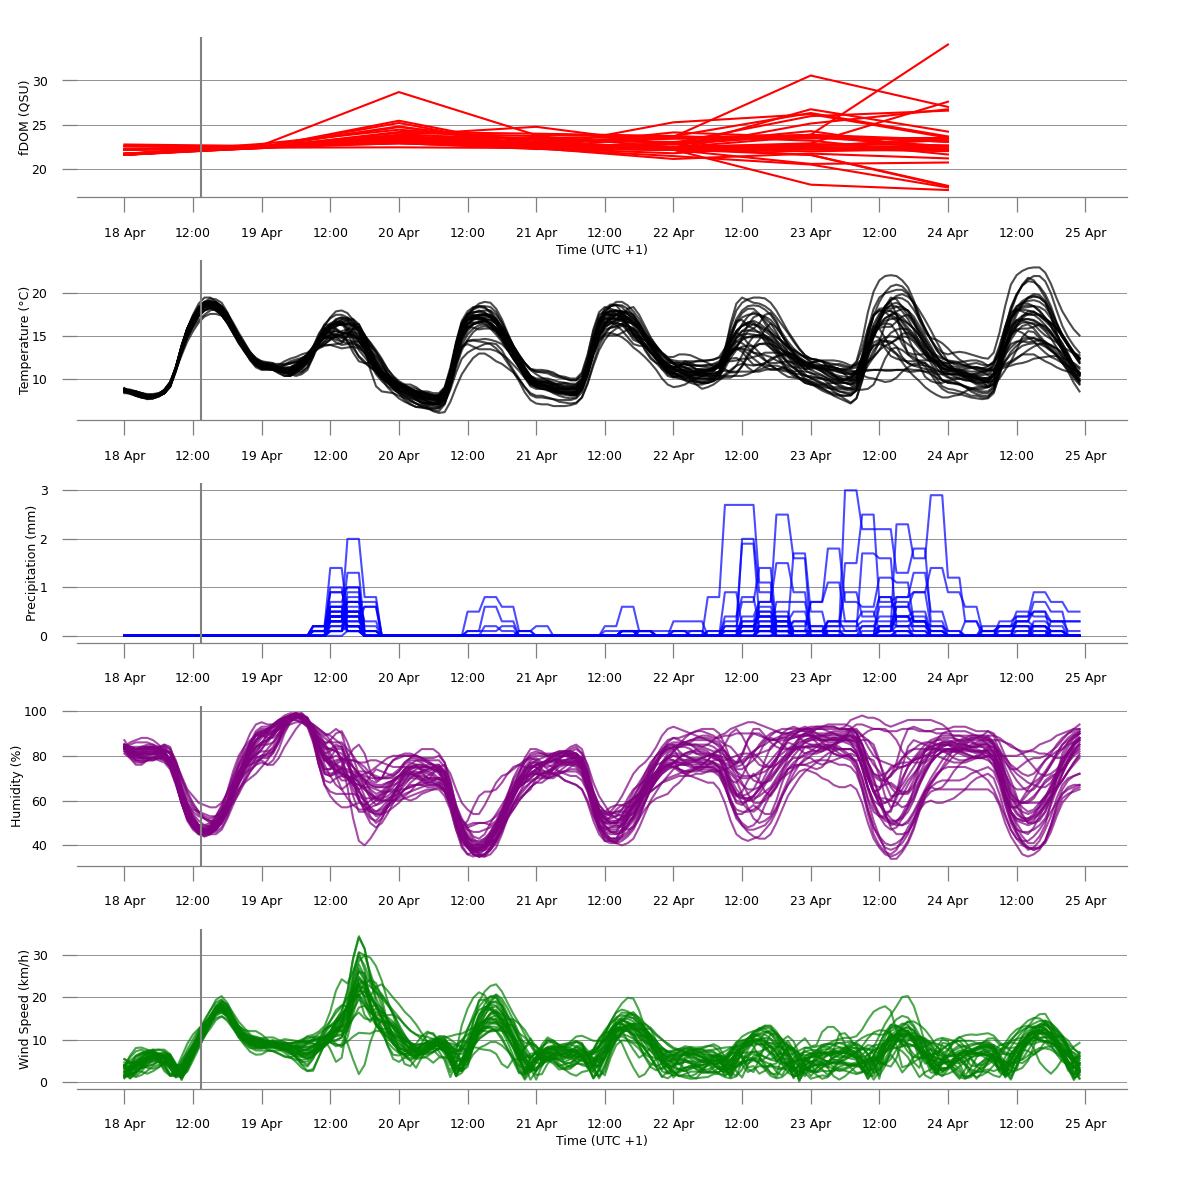 fDOM (QSU)
30
25
20
18 Apr 12:00 19 Apr 12:00 20 Apr 12:00 21 Apr 12:00 22 Apr 12:00 23 Apr 12:00 24 Apr 12:00 25 Apr
Time (UTC +1)
Temperature (°C)
20
15
10
18 Apr 12:00 19 Apr 12:00 20 Apr 12:00 21 Apr 12:00 22 Apr 12:00 23 Apr 12:00 24 Apr 12:00 25 Apr
Precipitation (mm)
3
2
1
0
18 Apr 12:00 19 Apr 12:00 20 Apr 12:00 21 Apr 12:00 22 Apr 12:00 23 Apr 12:00 24 Apr 12:00 25 Apr
Humidity (%)
100
80
60
40
18 Apr 12:00 19 Apr 12:00 20 Apr 12:00 21 Apr 12:00 22 Apr 12:00 23 Apr 12:00 24 Apr 12:00 25 Apr
Wind Speed (km/h)
30
20
10
0
18 Apr 12:00 19 Apr 12:00 20 Apr 12:00 21 Apr 12:00 22 Apr 12:00 23 Apr 12:00 24 Apr 12:00 25 Apr
Time (UTC +1)